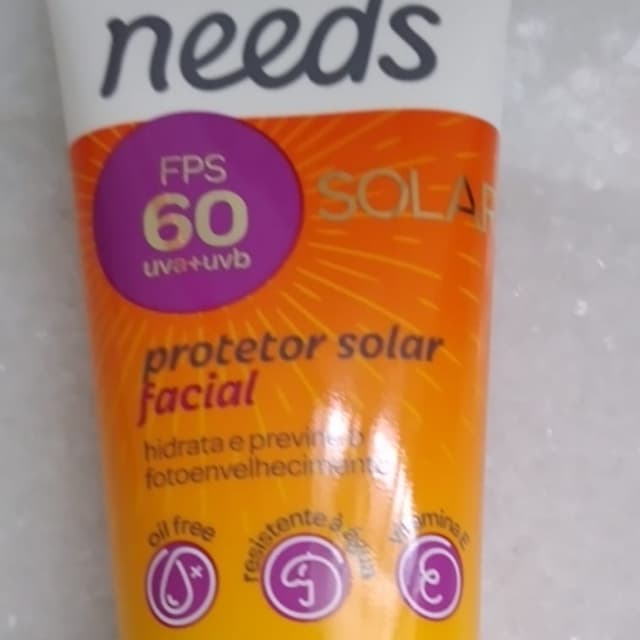 needs
FPS
60
uva+uvb
SOLAR
protetor solar
facial
hidrata e previne o
fotoenvelhecimento
oil free
resistente à água
vitamina E